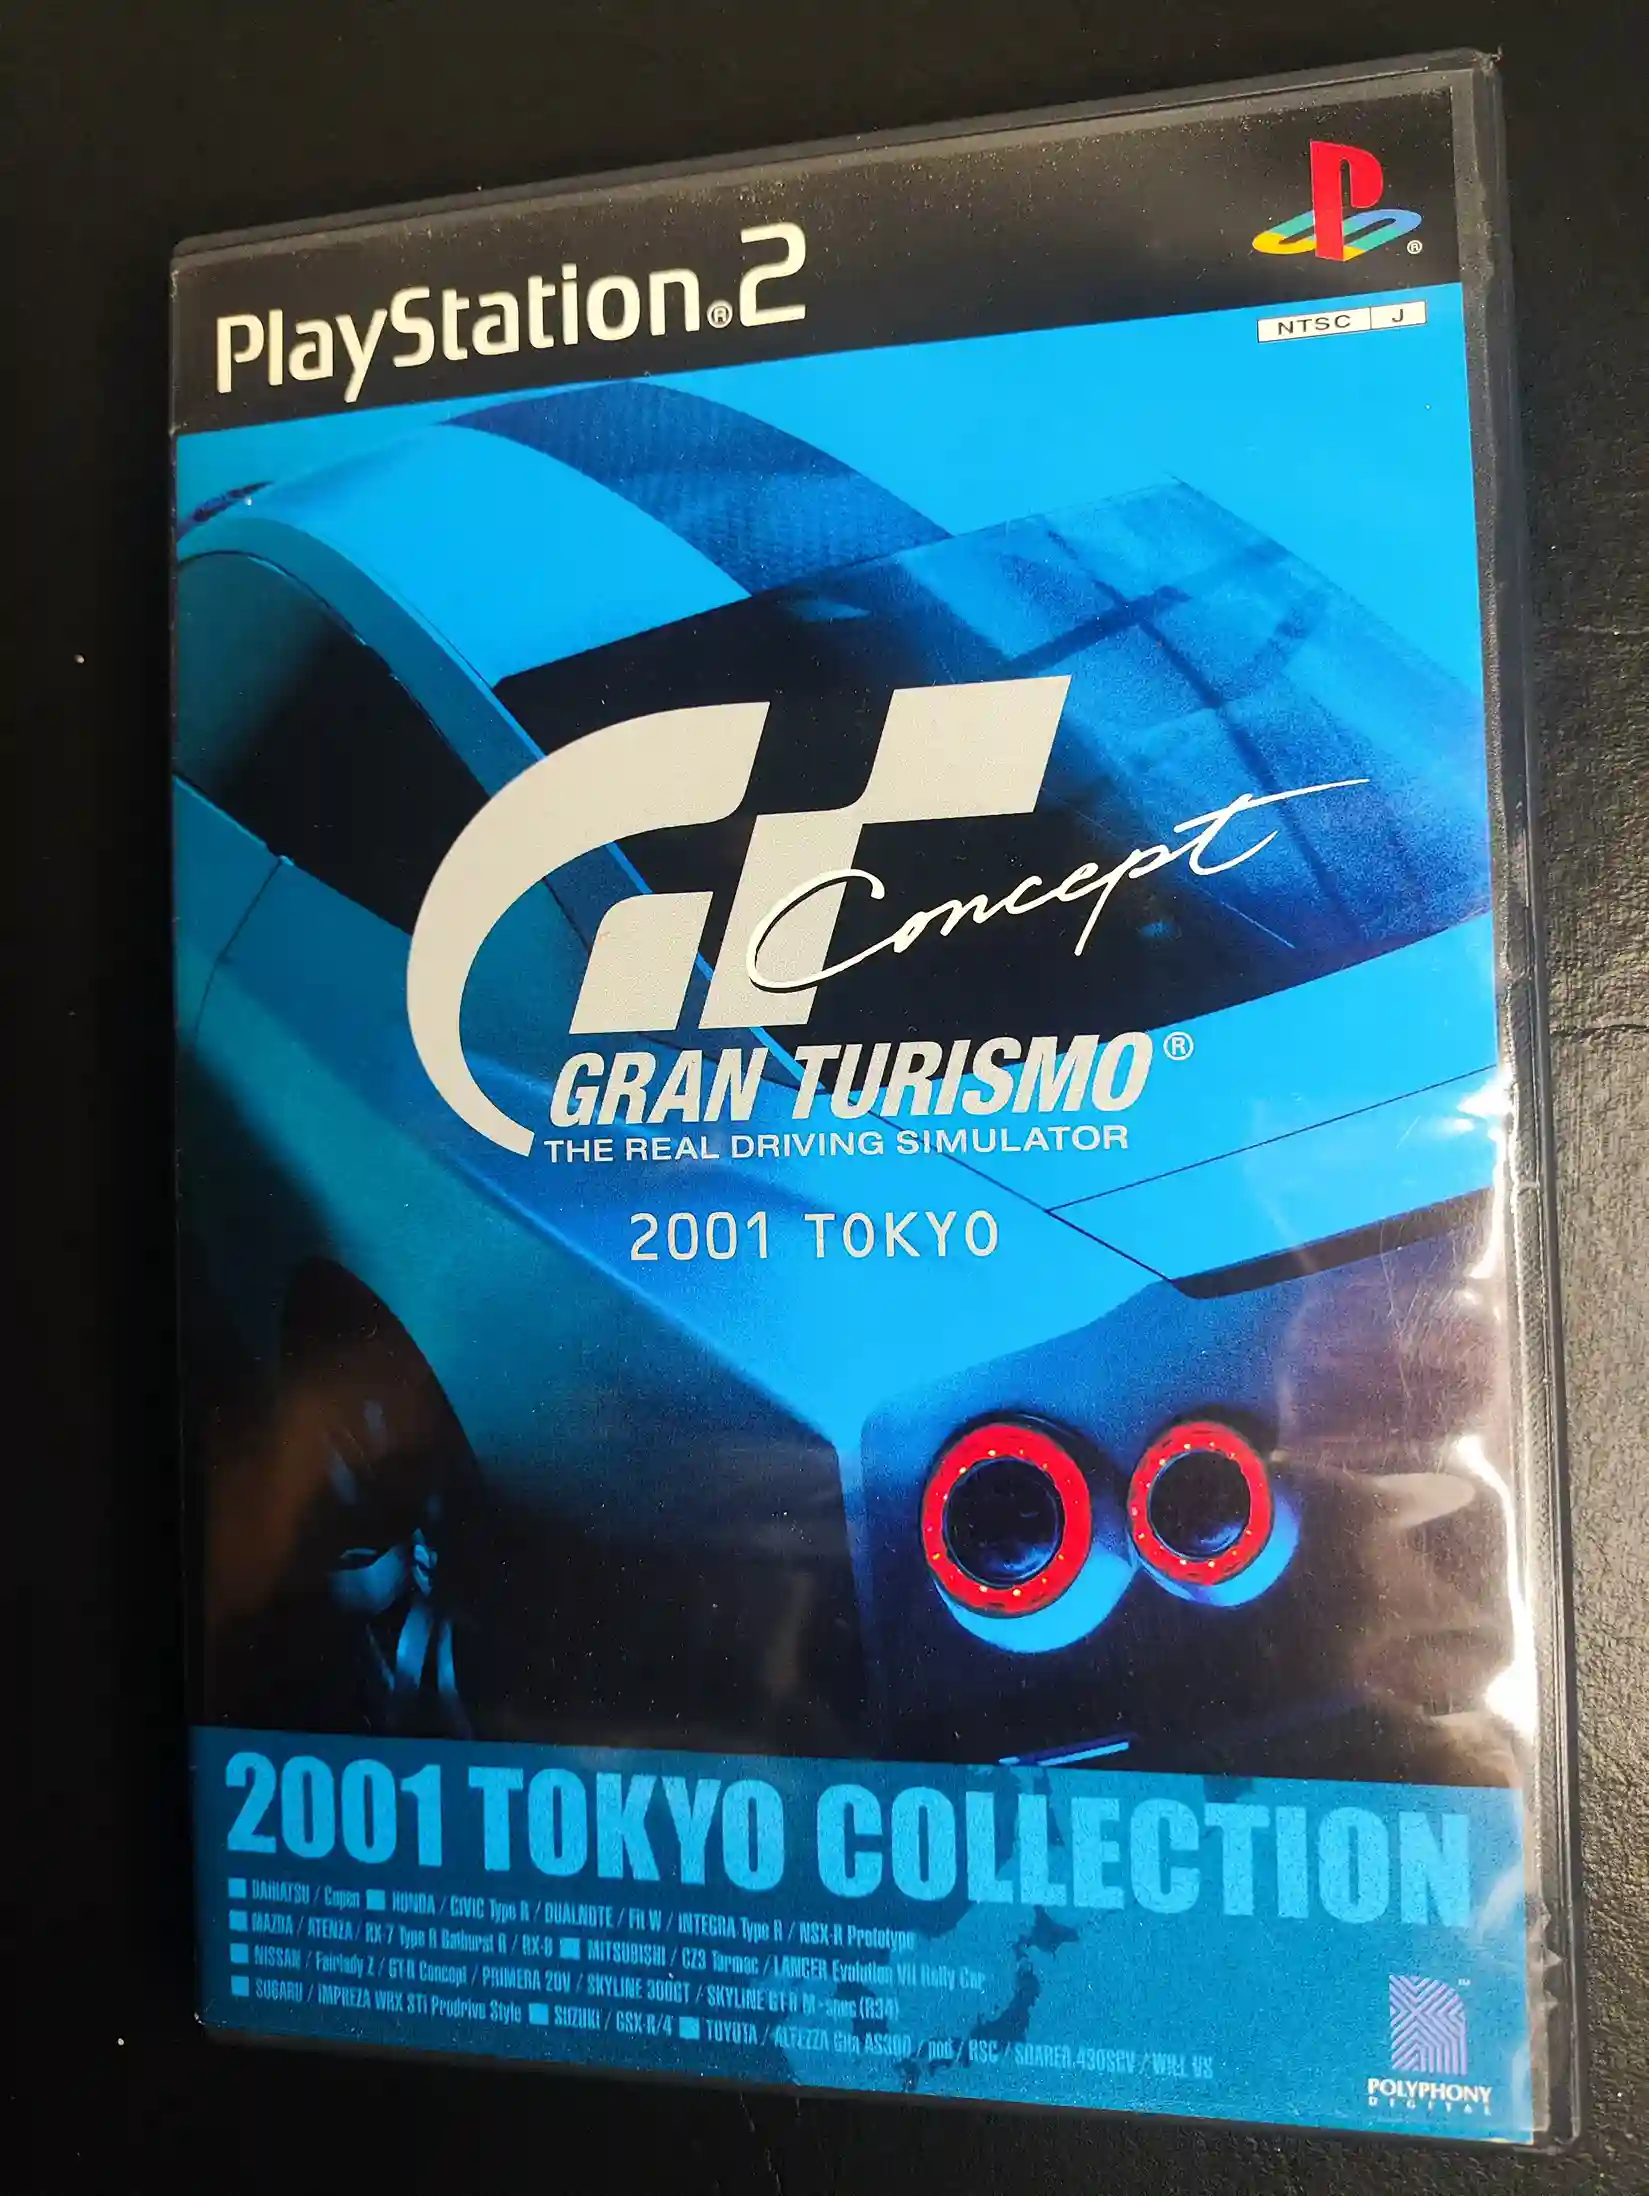 PlayStation®2
®
NTSC J
GT Concept
GRAN TURISMO®
THE REAL DRIVING SIMULATOR
2001 TOKYO
2001 TOKYO COLLECTION
■ DAIHATSU / Copen ■ HONDA / CIVIC Type R / DUALNOTE / Fit W / INTEGRA Type R / NSX-R Prototype
■ MAZDA / ATENZA / RX-7 Type R Bathurst R / RX-8 ■ MITSUBISHI / CZ3 Tarmac / LANCER Evolution VII Rally Car
■ NISSAN / Fairlady Z / GT-R Concept / PRIMERA 20V / SKYLINE 300GT / SKYLINE GT-R M・spec (R34)
■ SUBARU / IMPREZA WRX STi Prodrive Style ■ SUZUKI / GSX-R/4 ■ TOYOTA / ALTEZZA Gita AS300 / pod / RSC / SOARER 430SCV / WiLL VS
™
POLYPHONY
DIGITAL